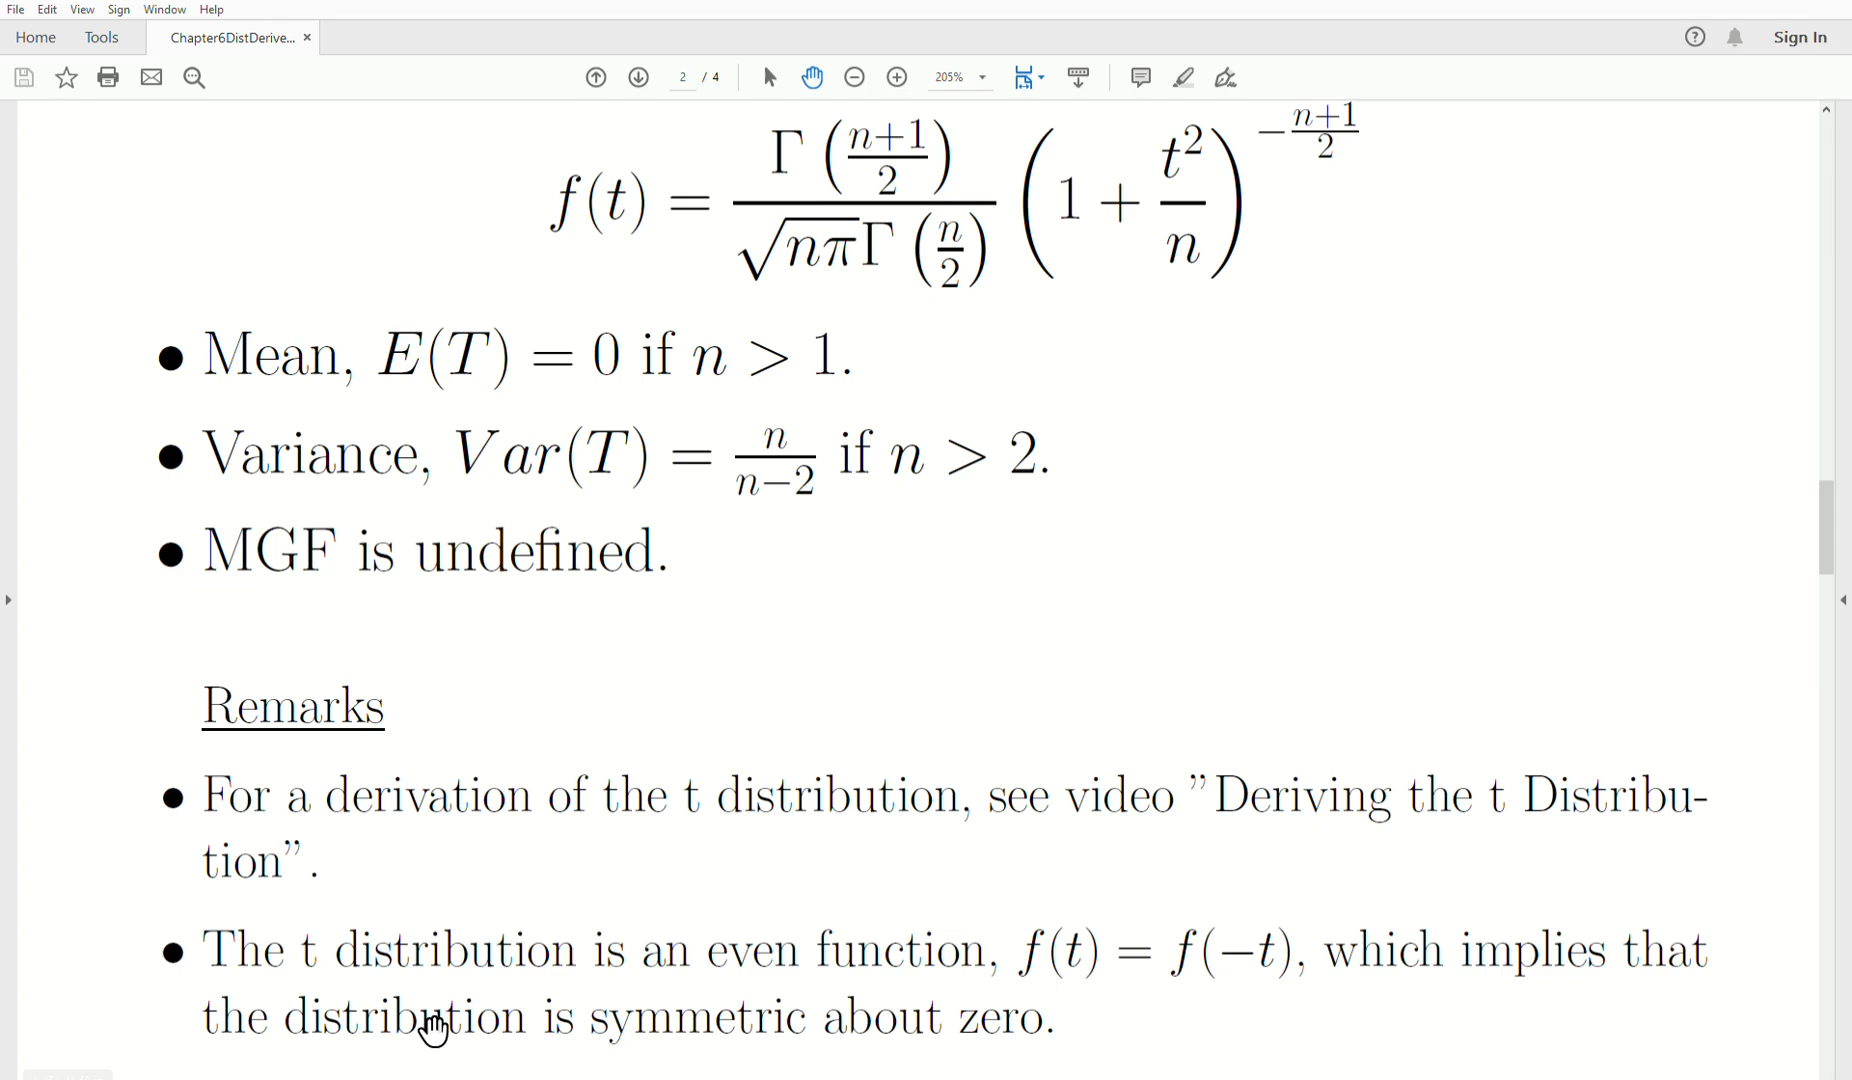 File Edit View Sign Window Help
Home Tools Chapter6DistDerive... × Sign In
2 / 4 205%
f(t) = Γ((n+1)/2) / (√(nπ) Γ(n/2)) (1 + t²/n)^(−(n+1)/2)
• Mean, E(T) = 0 if n > 1.
• Variance, Var(T) = n/(n−2) if n > 2.
• MGF is undefined.
Remarks
• For a derivation of the t distribution, see video ”Deriving the t Distribu-
tion”.
• The t distribution is an even function, f(t) = f(−t), which implies that
the distribution is symmetric about zero.